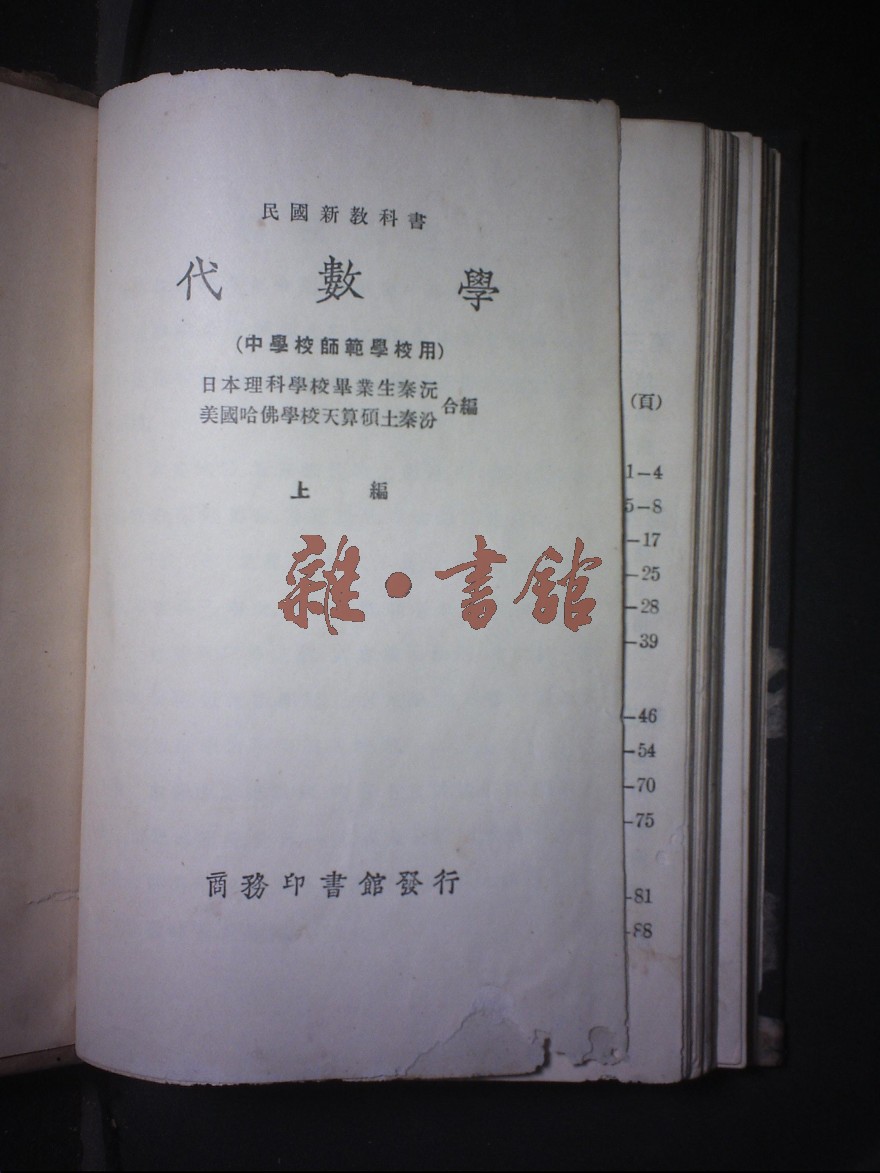 民國新教科書
代數學
(中學校師範學校用)
日本理科學校畢業生秦沅
美國哈佛學校天算碩士秦汾
合編
上編
雜·書館
商務印書館發行
(頁)
1-4
5-8
-17
-25
-28
-39
-46
-54
-70
-75
-81
-88